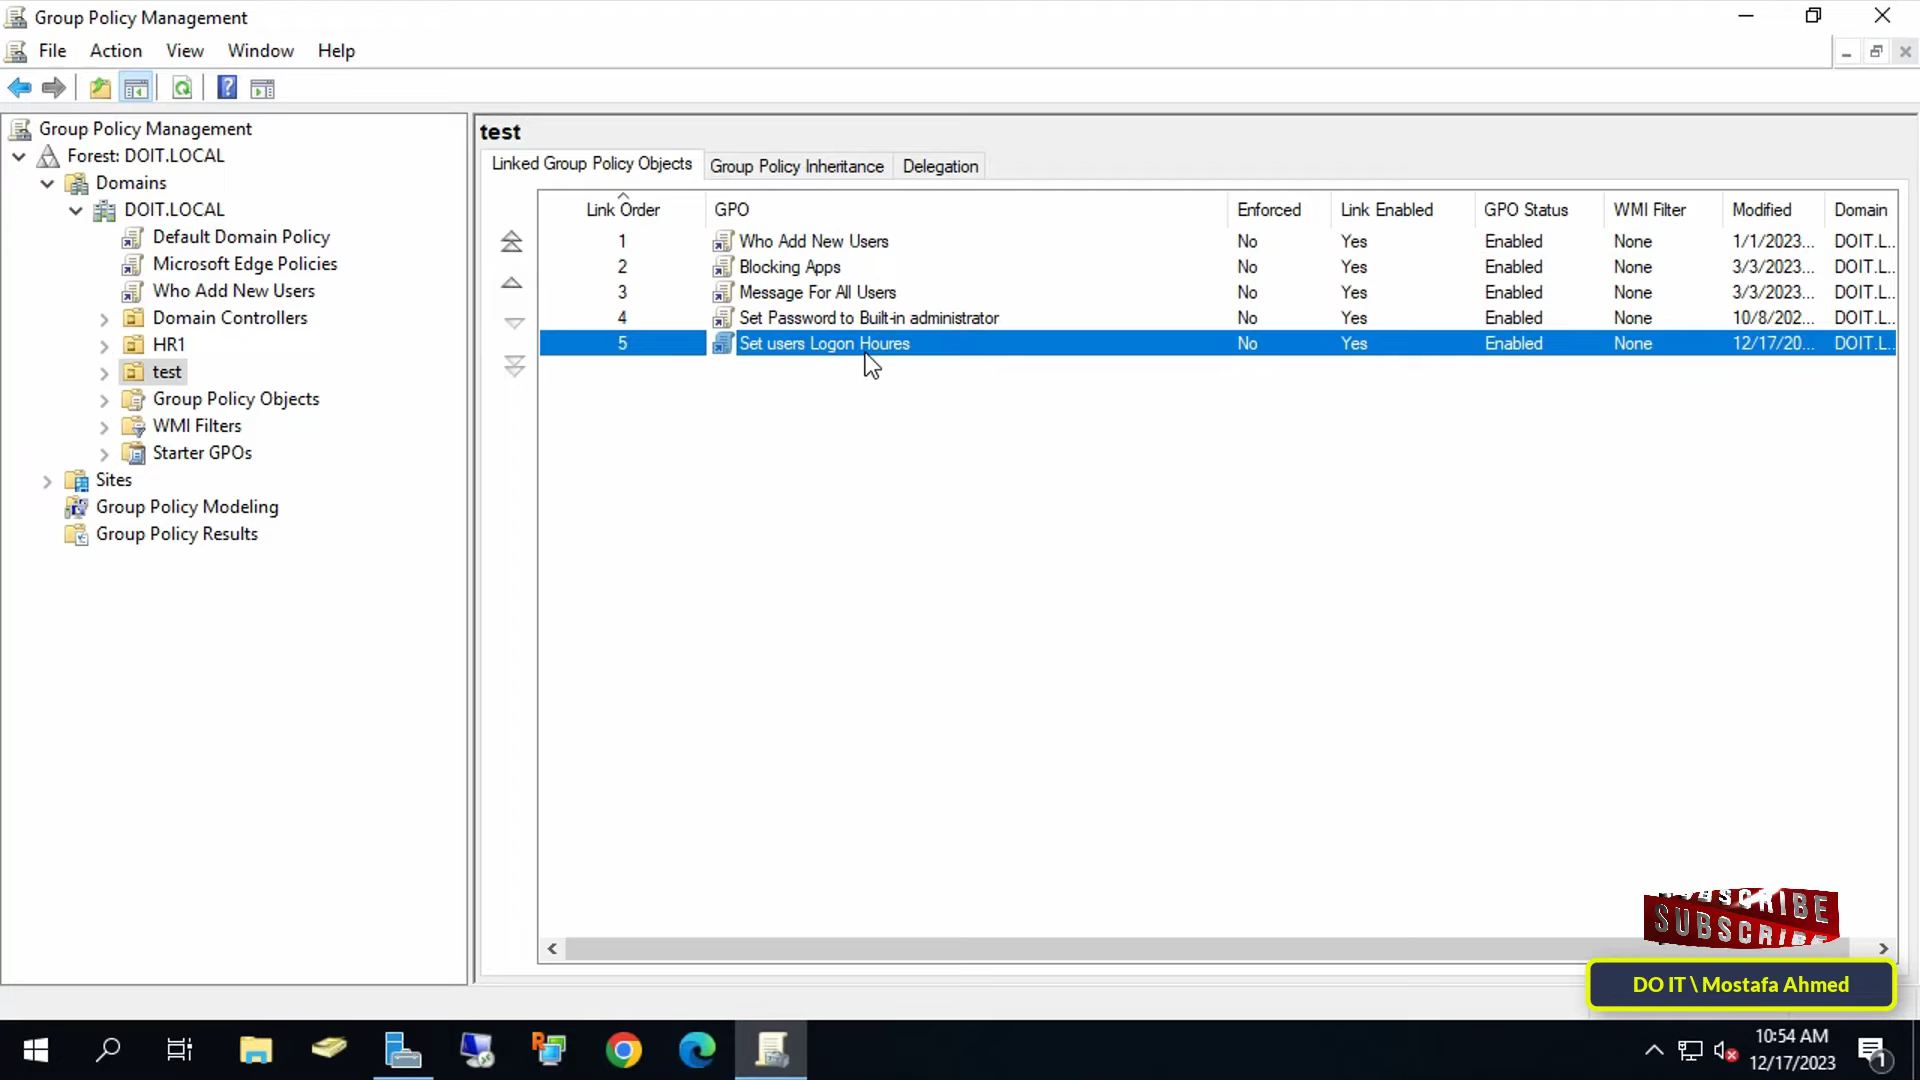 Group Policy Management
File Action View Window Help
Group Policy Management
Forest: DOIT.LOCAL
Domains
DOIT.LOCAL
Default Domain Policy
Microsoft Edge Policies
Who Add New Users
Domain Controllers
HR1
test
Group Policy Objects
WMI Filters
Starter GPOs
Sites
Group Policy Modeling
Group Policy Results
test
Linked Group Policy Objects Group Policy Inheritance Delegation
Link Order GPO Enforced Link Enabled GPO Status WMI Filter Modified Domain
1 Who Add New Users No Yes Enabled None 1/1/2023... DOIT.L...
2 Blocking Apps No Yes Enabled None 3/3/2023... DOIT.L...
3 Message For All Users No Yes Enabled None 3/3/2023... DOIT.L...
4 Set Password to Built-in administrator No Yes Enabled None 10/8/202... DOIT.L...
5 Set users Logon Houres No Yes Enabled None 12/17/20... DOIT.L...
SUBSCRIBE
SUBSCRIBE
DO IT \ Mostafa Ahmed
10:54 AM
12/17/2023
1